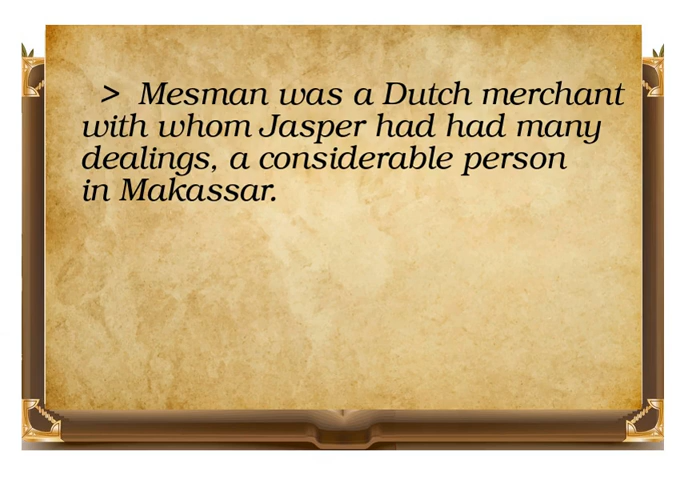 > Mesman was a Dutch merchant
with whom Jasper had had many
dealings, a considerable person
in Makassar.